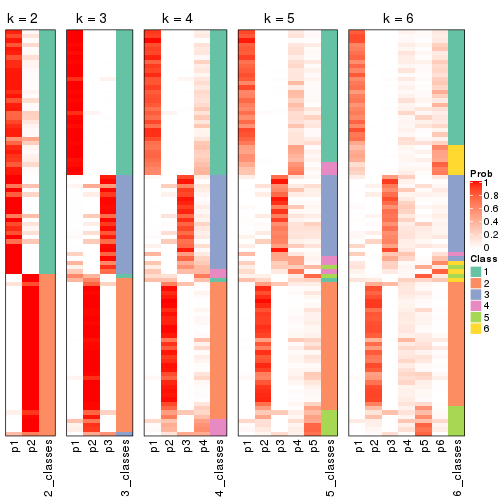 k = 2
k = 3
k = 4
k = 5
k = 6
p1
p2
2_classes
p1
p2
p3
3_classes
p1
p2
p3
p4
4_classes
p1
p2
p3
p4
p5
5_classes
p1
p2
p3
p4
p5
p6
6_classes
Prob
1
0.8
0.6
0.4
0.2
0
Class
1
2
3
4
5
6